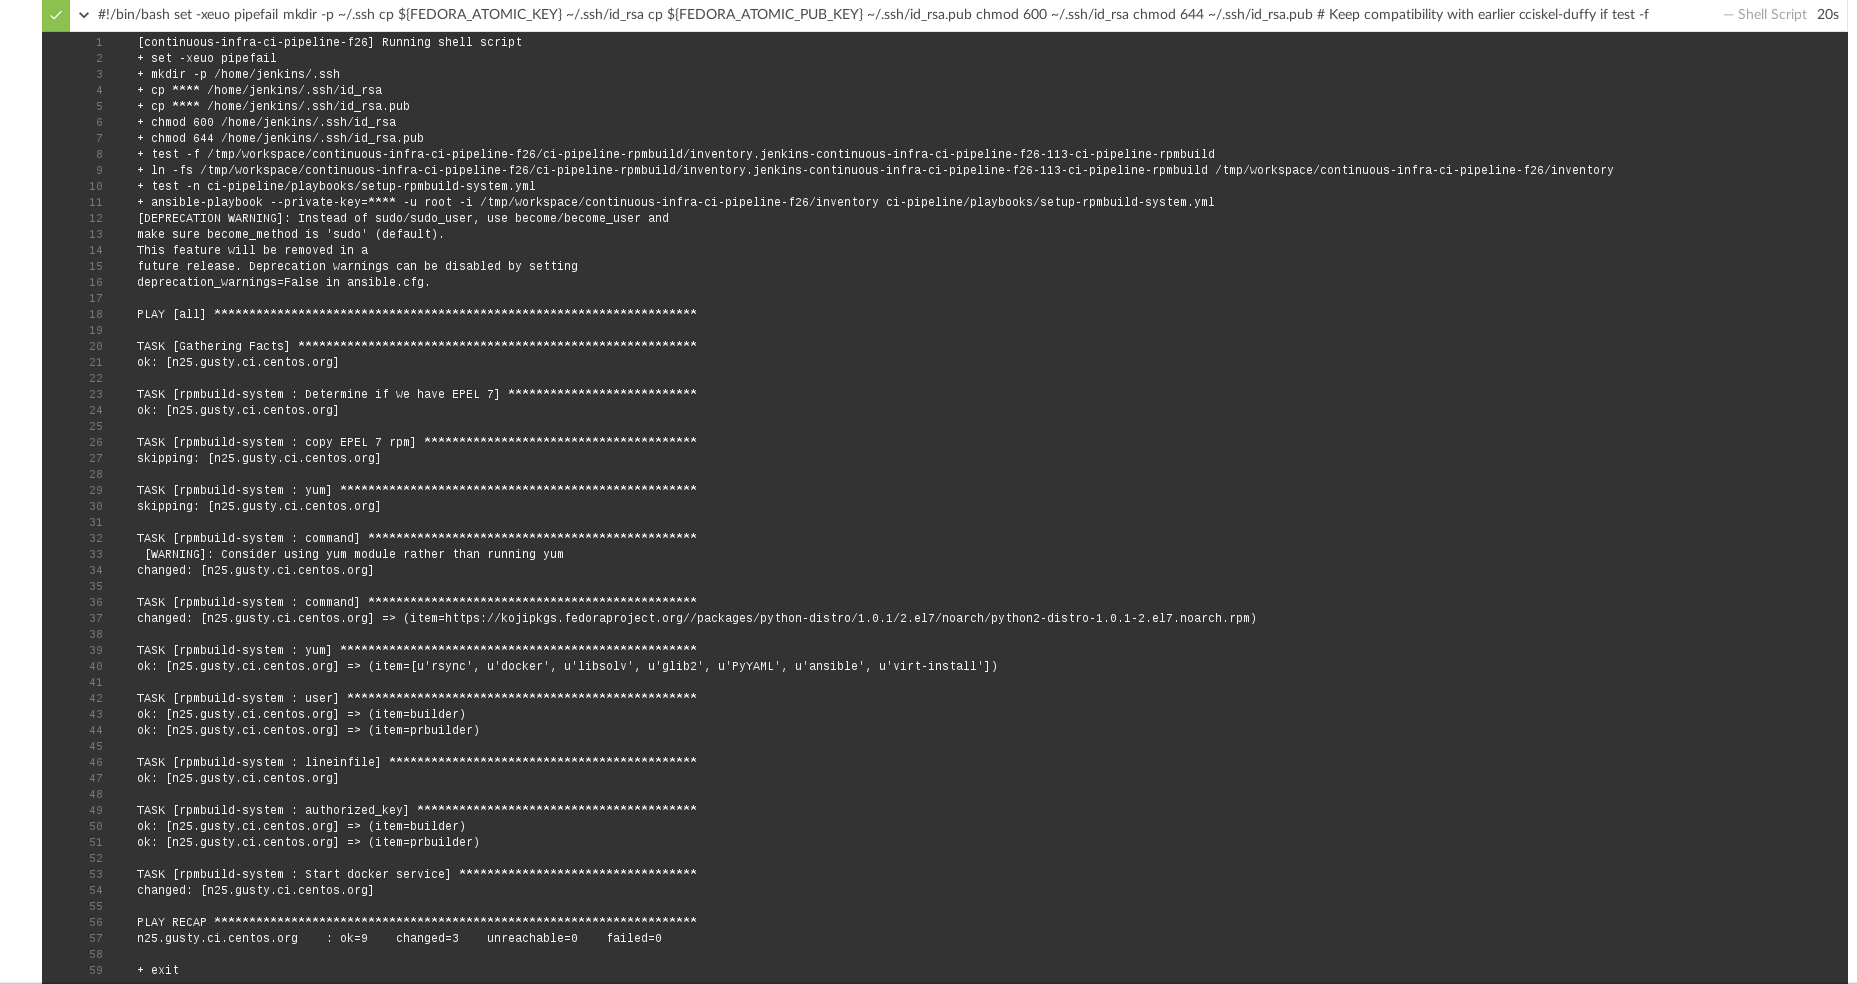 #!/bin/bash set -xeuo pipefail mkdir -p ~/.ssh cp ${FEDORA_ATOMIC_KEY} ~/.ssh/id_rsa cp ${FEDORA_ATOMIC_PUB_KEY} ~/.ssh/id_rsa.pub chmod 600 ~/.ssh/id_rsa chmod 644 ~/.ssh/id_rsa.pub # Keep compatibility with earlier cciskel-duffy if test -f — Shell Script 20s
1 [continuous-infra-ci-pipeline-f26] Running shell script
2 + set -xeuo pipefail
3 + mkdir -p /home/jenkins/.ssh
4 + cp **** /home/jenkins/.ssh/id_rsa
5 + cp **** /home/jenkins/.ssh/id_rsa.pub
6 + chmod 600 /home/jenkins/.ssh/id_rsa
7 + chmod 644 /home/jenkins/.ssh/id_rsa.pub
8 + test -f /tmp/workspace/continuous-infra-ci-pipeline-f26/ci-pipeline-rpmbuild/inventory.jenkins-continuous-infra-ci-pipeline-f26-113-ci-pipeline-rpmbuild
9 + ln -fs /tmp/workspace/continuous-infra-ci-pipeline-f26/ci-pipeline-rpmbuild/inventory.jenkins-continuous-infra-ci-pipeline-f26-113-ci-pipeline-rpmbuild /tmp/workspace/continuous-infra-ci-pipeline-f26/inventory
10 + test -n ci-pipeline/playbooks/setup-rpmbuild-system.yml
11 + ansible-playbook --private-key=**** -u root -i /tmp/workspace/continuous-infra-ci-pipeline-f26/inventory ci-pipeline/playbooks/setup-rpmbuild-system.yml
12 [DEPRECATION WARNING]: Instead of sudo/sudo_user, use become/become_user and
13 make sure become_method is 'sudo' (default).
14 This feature will be removed in a
15 future release. Deprecation warnings can be disabled by setting
16 deprecation_warnings=False in ansible.cfg.
17
18 PLAY [all] *********************************************************************
19
20 TASK [Gathering Facts] *********************************************************
21 ok: [n25.gusty.ci.centos.org]
22
23 TASK [rpmbuild-system : Determine if we have EPEL 7] ***************************
24 ok: [n25.gusty.ci.centos.org]
25
26 TASK [rpmbuild-system : copy EPEL 7 rpm] ***************************************
27 skipping: [n25.gusty.ci.centos.org]
28
29 TASK [rpmbuild-system : yum] ***************************************************
30 skipping: [n25.gusty.ci.centos.org]
31
32 TASK [rpmbuild-system : command] ***********************************************
33 [WARNING]: Consider using yum module rather than running yum
34 changed: [n25.gusty.ci.centos.org]
35
36 TASK [rpmbuild-system : command] ***********************************************
37 changed: [n25.gusty.ci.centos.org] => (item=https://kojipkgs.fedoraproject.org//packages/python-distro/1.0.1/2.el7/noarch/python2-distro-1.0.1-2.el7.noarch.rpm)
38
39 TASK [rpmbuild-system : yum] ***************************************************
40 ok: [n25.gusty.ci.centos.org] => (item=[u'rsync', u'docker', u'libsolv', u'glib2', u'PyYAML', u'ansible', u'virt-install'])
41
42 TASK [rpmbuild-system : user] **************************************************
43 ok: [n25.gusty.ci.centos.org] => (item=builder)
44 ok: [n25.gusty.ci.centos.org] => (item=prbuilder)
45
46 TASK [rpmbuild-system : lineinfile] ********************************************
47 ok: [n25.gusty.ci.centos.org]
48
49 TASK [rpmbuild-system : authorized_key] ****************************************
50 ok: [n25.gusty.ci.centos.org] => (item=builder)
51 ok: [n25.gusty.ci.centos.org] => (item=prbuilder)
52
53 TASK [rpmbuild-system : Start docker service] **********************************
54 changed: [n25.gusty.ci.centos.org]
55
56 PLAY RECAP *********************************************************************
57 n25.gusty.ci.centos.org : ok=9 changed=3 unreachable=0 failed=0
58
59 + exit